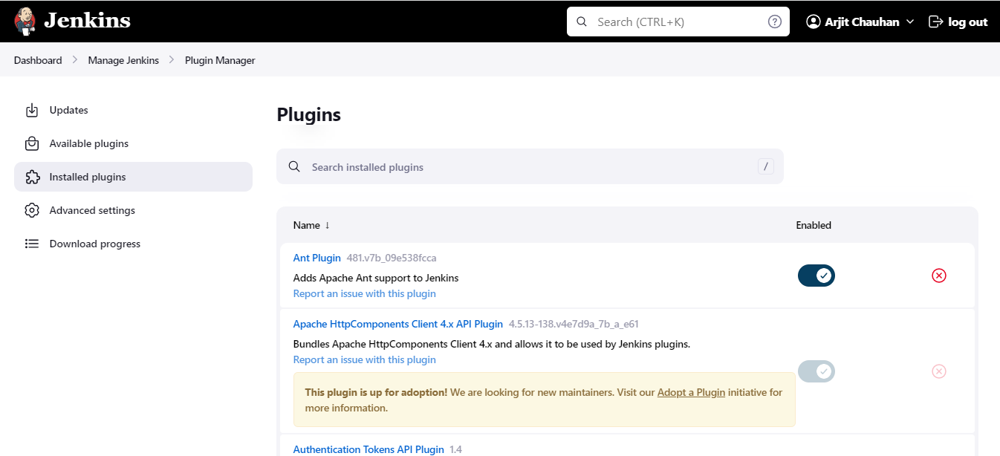 Jenkins
Search (CTRL+K)
?
Arjit Chauhan
log out
Dashboard
Manage Jenkins
Plugin Manager
Updates
Available plugins
Installed plugins
Advanced settings
Download progress
Plugins
Search installed plugins
/
Name ↓
Enabled
Ant Plugin 481.v7b_09e538fcca
Adds Apache Ant support to Jenkins
Report an issue with this plugin
Apache HttpComponents Client 4.x API Plugin 4.5.13-138.v4e7d9a_7b_a_e61
Bundles Apache HttpComponents Client 4.x and allows it to be used by Jenkins plugins.
Report an issue with this plugin
This plugin is up for adoption! We are looking for new maintainers. Visit our Adopt a Plugin initiative for
more information.
Authentication Tokens API Plugin 1.4